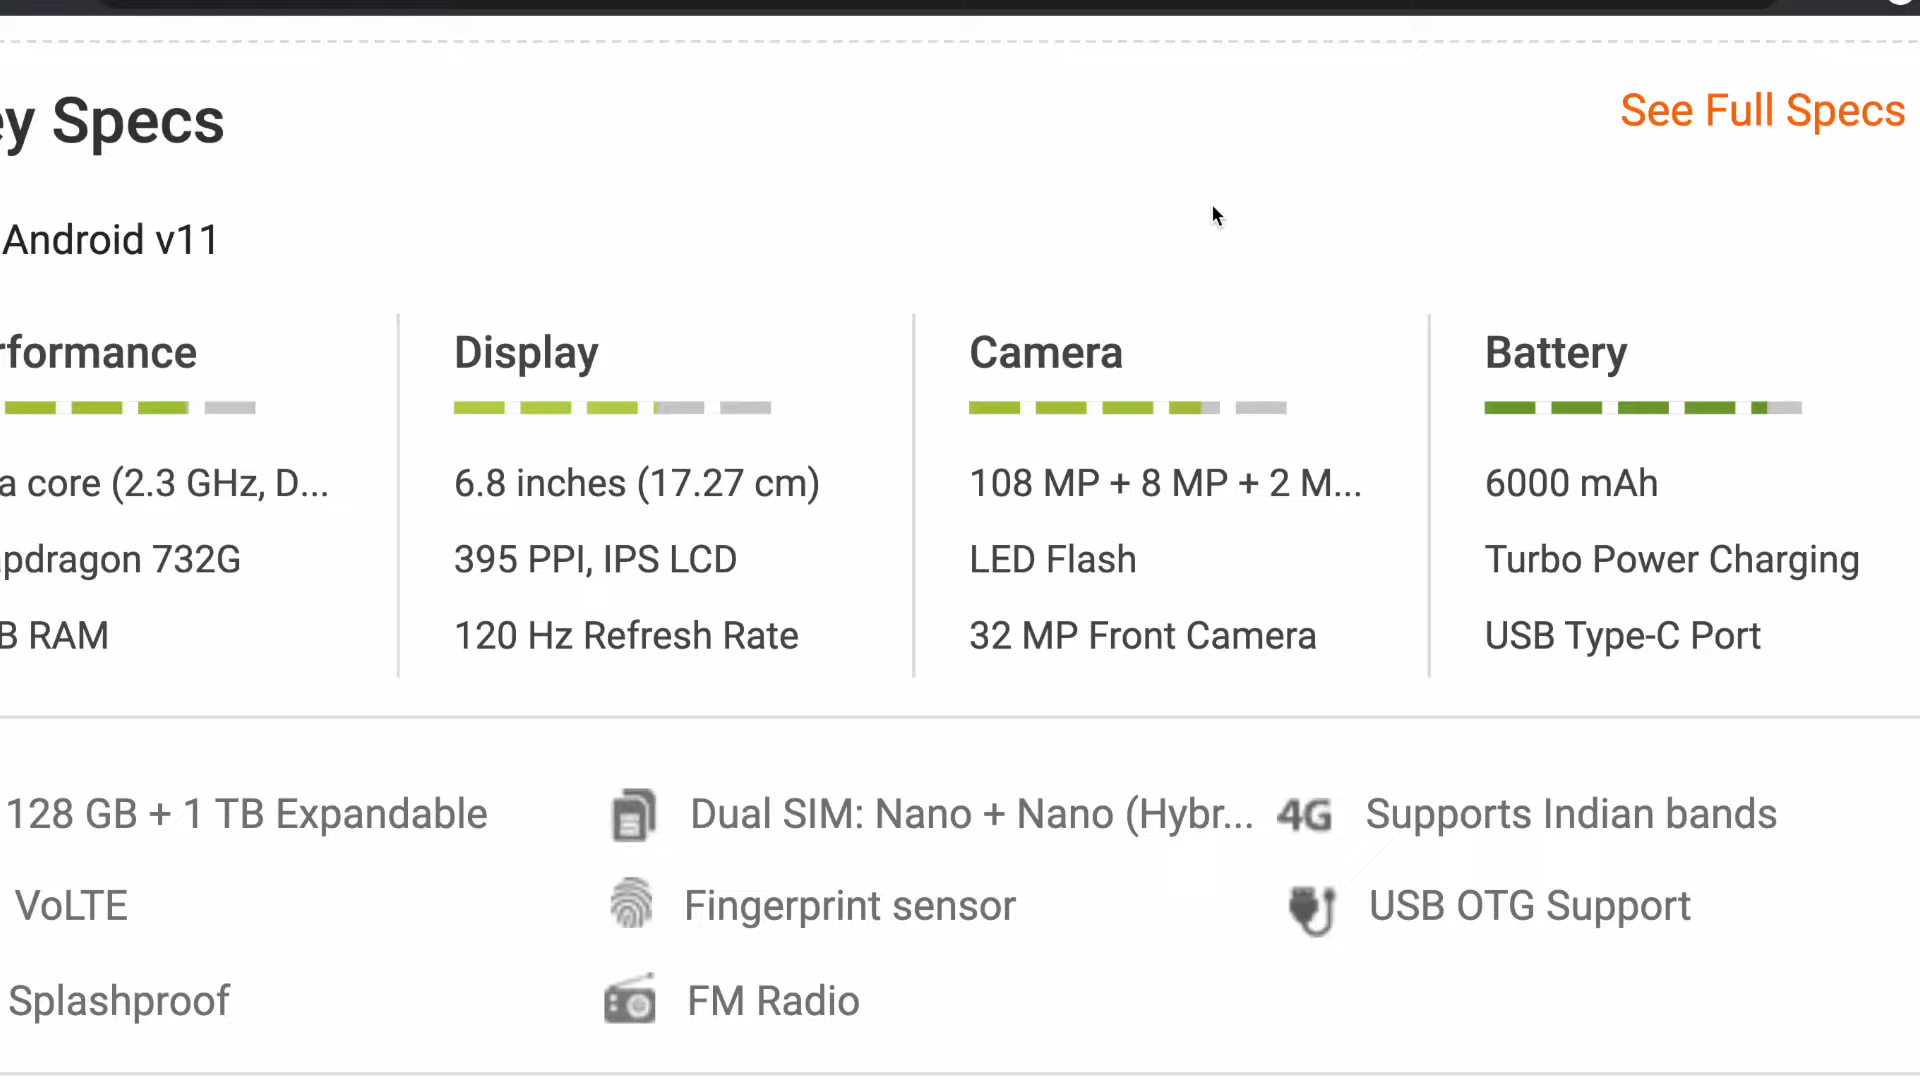 ey Specs
See Full Specs
Android v11
rformance
a core (2.3 GHz, D...
pdragon 732G
B RAM
Display
6.8 inches (17.27 cm)
395 PPI, IPS LCD
120 Hz Refresh Rate
Camera
108 MP + 8 MP + 2 M...
LED Flash
32 MP Front Camera
Battery
6000 mAh
Turbo Power Charging
USB Type-C Port
128 GB + 1 TB Expandable
Dual SIM: Nano + Nano (Hybr...
4G Supports Indian bands
VoLTE
Fingerprint sensor
USB OTG Support
Splashproof
FM Radio